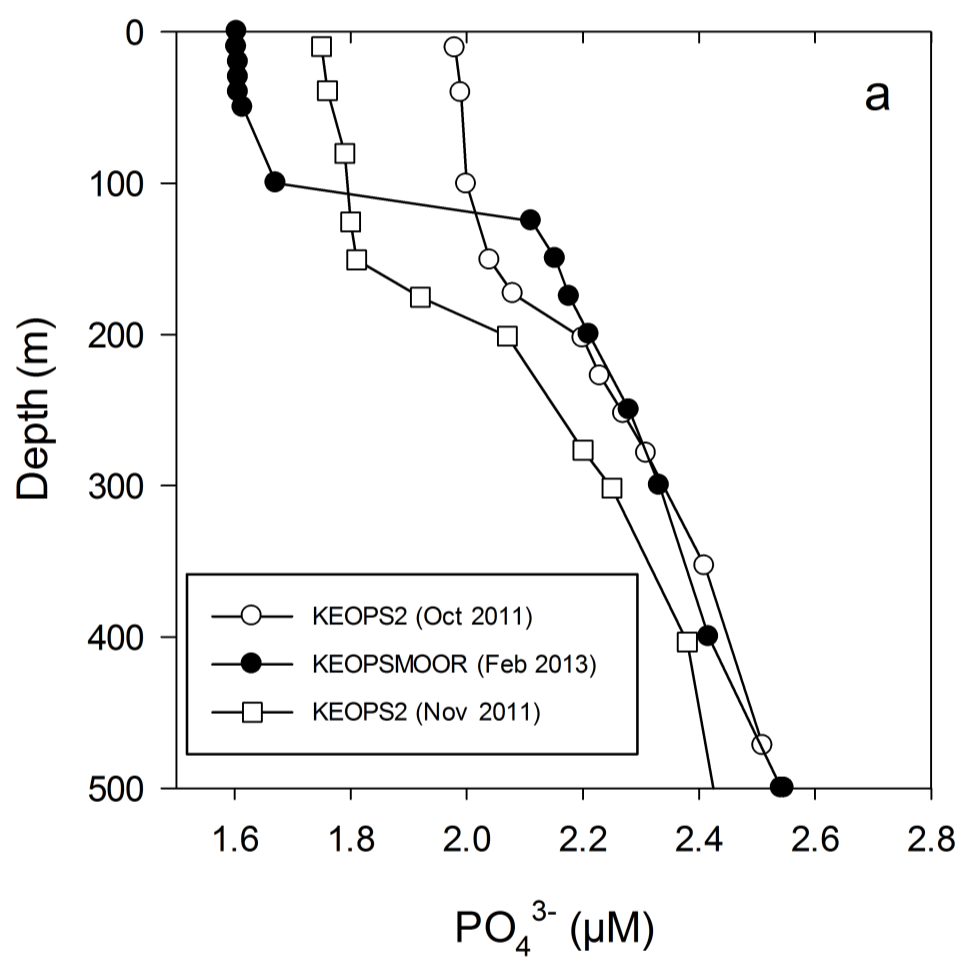 a
0
100
200
300
400
500
Depth (m)
KEOPS2 (Oct 2011)
KEOPSMOOR (Feb 2013)
KEOPS2 (Nov 2011)
1.6 1.8 2.0 2.2 2.4 2.6 2.8
PO₄³⁻ (µM)